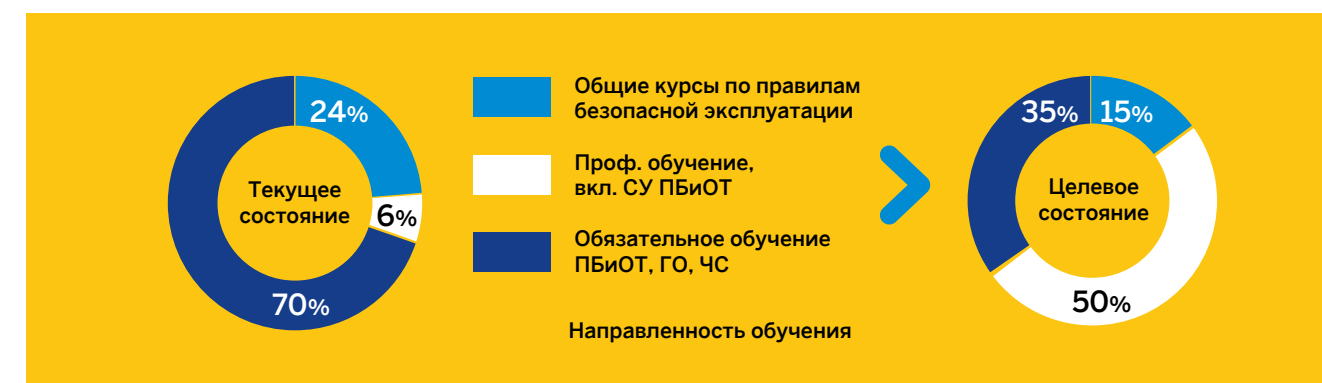 24%
Текущее
состояние
6%
70%
Общие курсы по правилам
безопасной эксплуатации
Проф. обучение,
вкл. СУ ПБиОТ
Обязательное обучение
ПБиОТ, ГО, ЧС
Направленность обучения
35% 15%
Целевое
состояние
50%